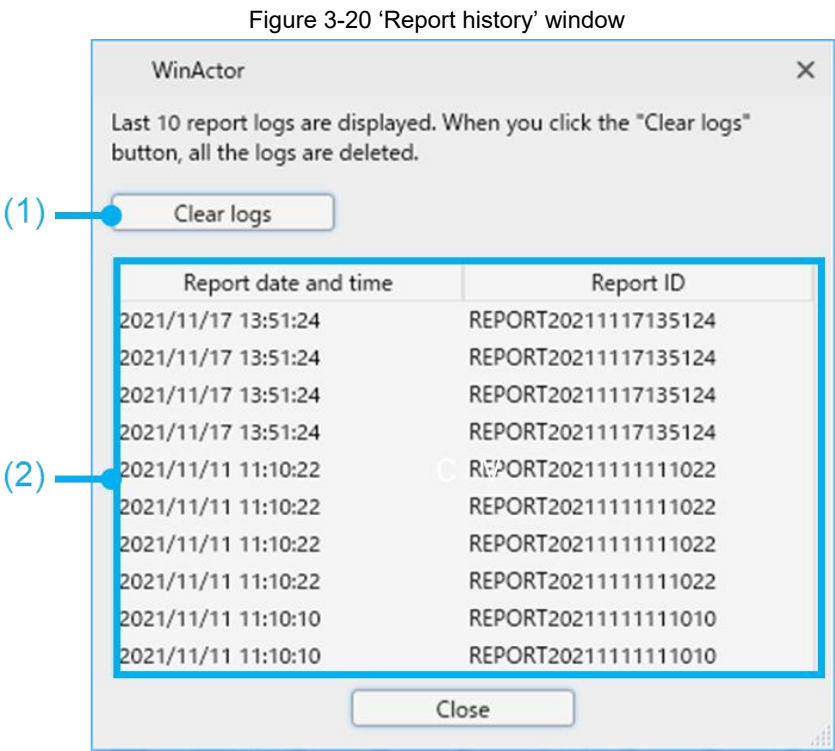 Figure 3-20 ‘Report history’ window
WinActor
Last 10 report logs are displayed. When you click the "Clear logs"
button, all the logs are deleted.
(1) Clear logs
Report date and time Report ID
2021/11/17 13:51:24 REPORT20211117135124
2021/11/17 13:51:24 REPORT20211117135124
2021/11/17 13:51:24 REPORT20211117135124
2021/11/17 13:51:24 REPORT20211117135124
(2) 2021/11/11 11:10:22 REPORT20211111111022
2021/11/11 11:10:22 REPORT20211111111022
2021/11/11 11:10:22 REPORT20211111111022
2021/11/11 11:10:22 REPORT20211111111022
2021/11/11 11:10:10 REPORT20211111111010
2021/11/11 11:10:10 REPORT20211111111010
Close